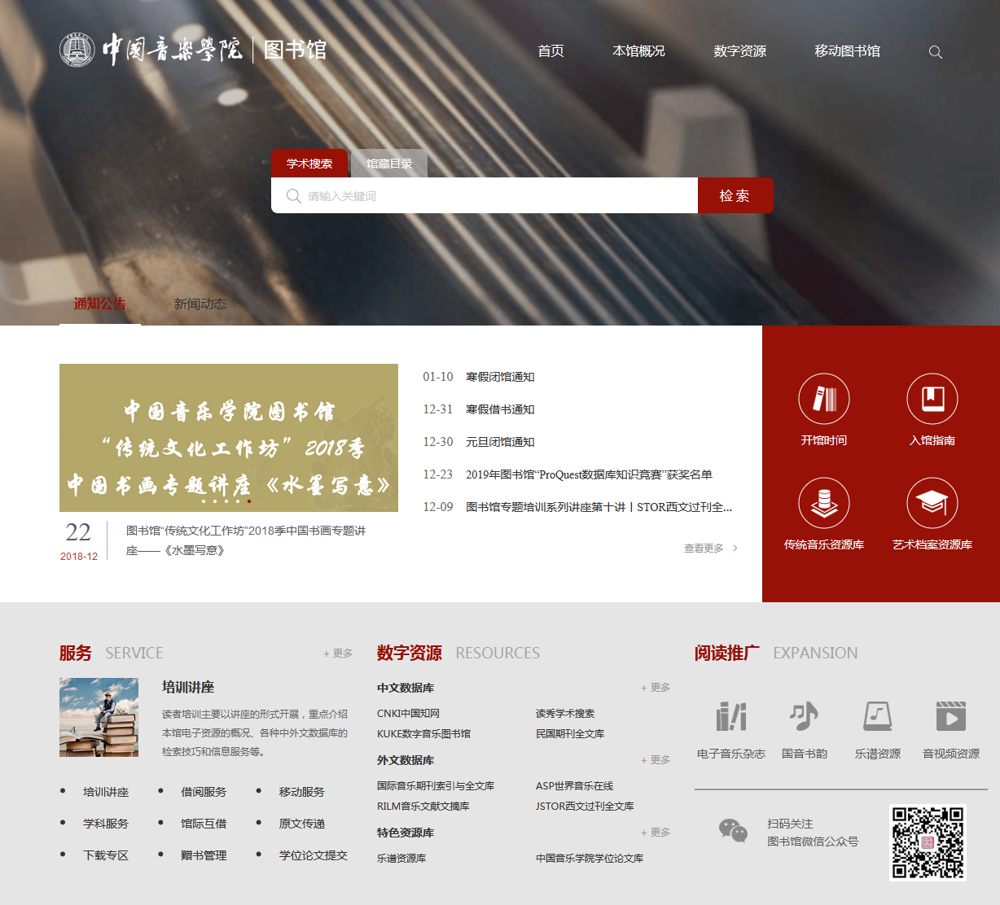 中国音乐学院 图书馆
首页
本馆概况
数字资源
移动图书馆
学术搜索
馆藏目录
请输入关键词
检 索
通知公告
新闻动态
中国音乐学院图书馆
“传统文化工作坊”2018季
中国书画专题讲座《水墨写意》
22
2018-12
图书馆“传统文化工作坊”2018季中国书画专题讲
座——《水墨写意》
01-10 寒假闭馆通知
12-31 寒假借书通知
12-30 元旦闭馆通知
12-23 2019年图书馆“ProQuest数据库知识竞赛”获奖名单
12-09 图书馆专题培训系列讲座第十讲丨STOR西文过刊全...
查看更多
开馆时间
入馆指南
传统音乐资源库
艺术档案资源库
服务 SERVICE
+ 更多
培训讲座
读者培训主要以讲座的形式开展，重点介绍
本馆电子资源的概况、各种中外文数据库的
检索技巧和信息服务等。
培训讲座
借阅服务
移动服务
学科服务
馆际互借
原文传递
下载专区
赠书管理
学位论文提交
数字资源 RESOURCES
中文数据库
+ 更多
CNKI中国知网
读秀学术搜索
KUKE数字音乐图书馆
民国期刊全文库
外文数据库
+ 更多
国际音乐期刊索引与全文库
ASP世界音乐在线
RILM音乐文献文摘库
JSTOR西文过刊全文库
特色资源库
+ 更多
乐谱资源库
中国音乐学院学位论文库
阅读推广 EXPANSION
电子音乐杂志
国音书韵
乐谱资源
音视频资源
扫码关注
图书馆微信公众号